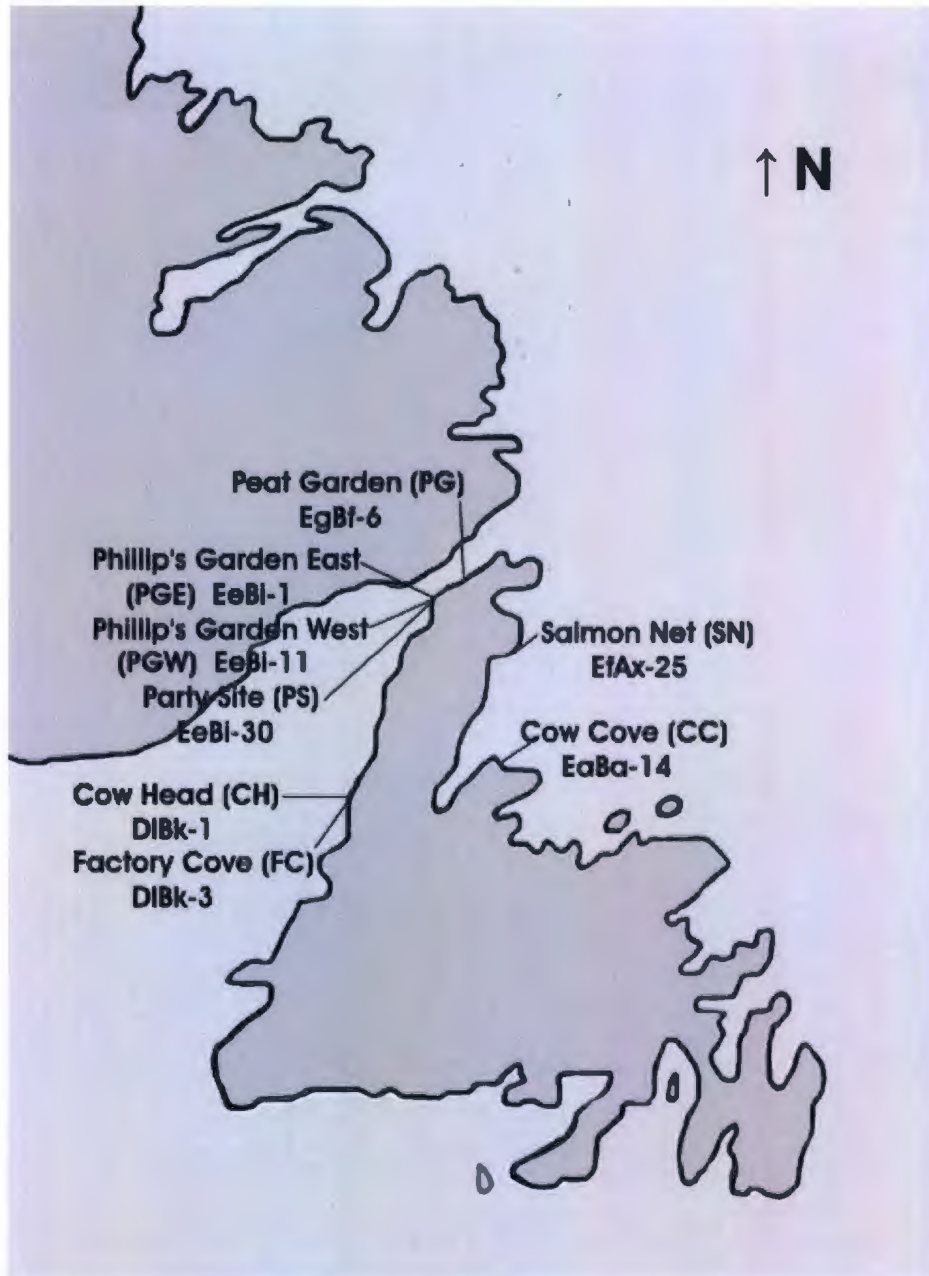 ↑ N
Peat Garden (PG)
EgBf-6
Phillip's Garden East
(PGE) EeBi-1
Phillip's Garden West
(PGW) EeBi-11
Party Site (PS)
EeBi-30
Salmon Net (SN)
EfAx-25
Cow Cove (CC)
EaBa-14
Cow Head (CH)
DlBk-1
Factory Cove (FC)
DlBk-3